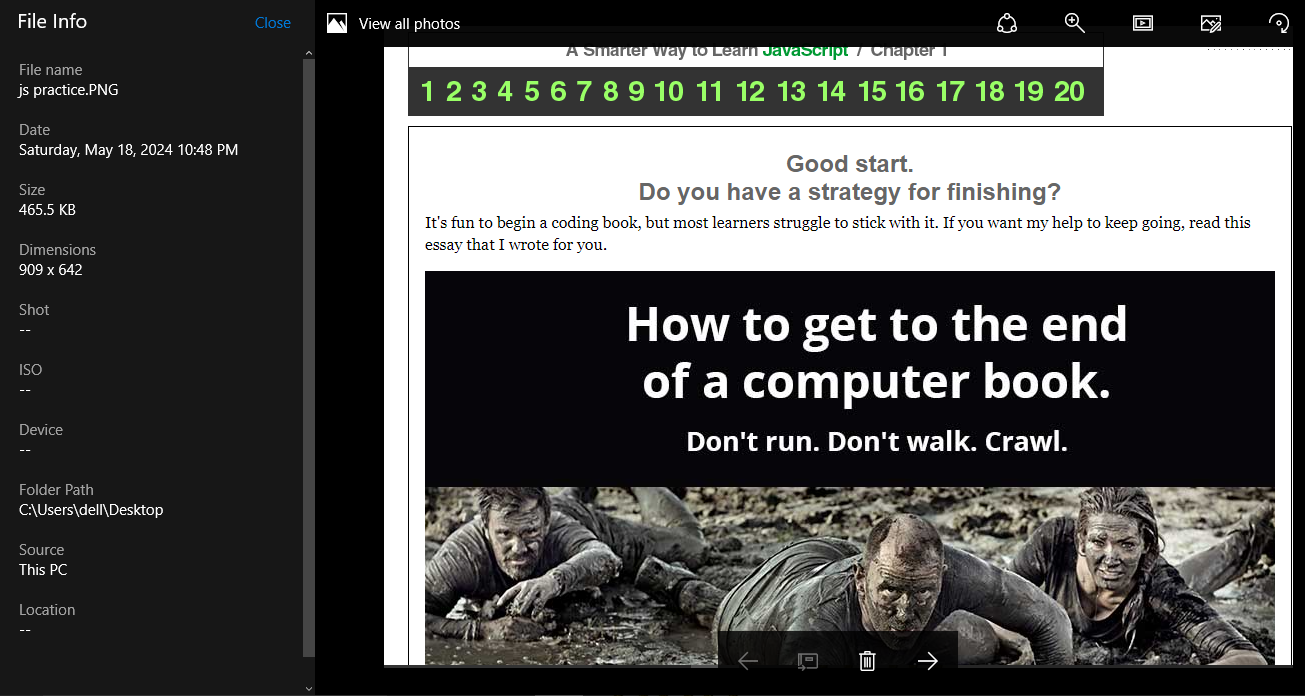 File Info
Close
View all photos
File name
js practice.PNG
Date
Saturday, May 18, 2024 10:48 PM
Size
465.5 KB
Dimensions
909 x 642
Shot
--
ISO
--
Device
--
Folder Path
C:\Users\dell\Desktop
Source
This PC
Location
--
A Smarter Way to Learn JavaScript / Chapter 1
1 2 3 4 5 6 7 8 9 10 11 12 13 14 15 16 17 18 19 20
Good start.
Do you have a strategy for finishing?
It's fun to begin a coding book, but most learners struggle to stick with it. If you want my help to keep going, read this
essay that I wrote for you.
How to get to the end
of a computer book.
Don't run. Don't walk. Crawl.